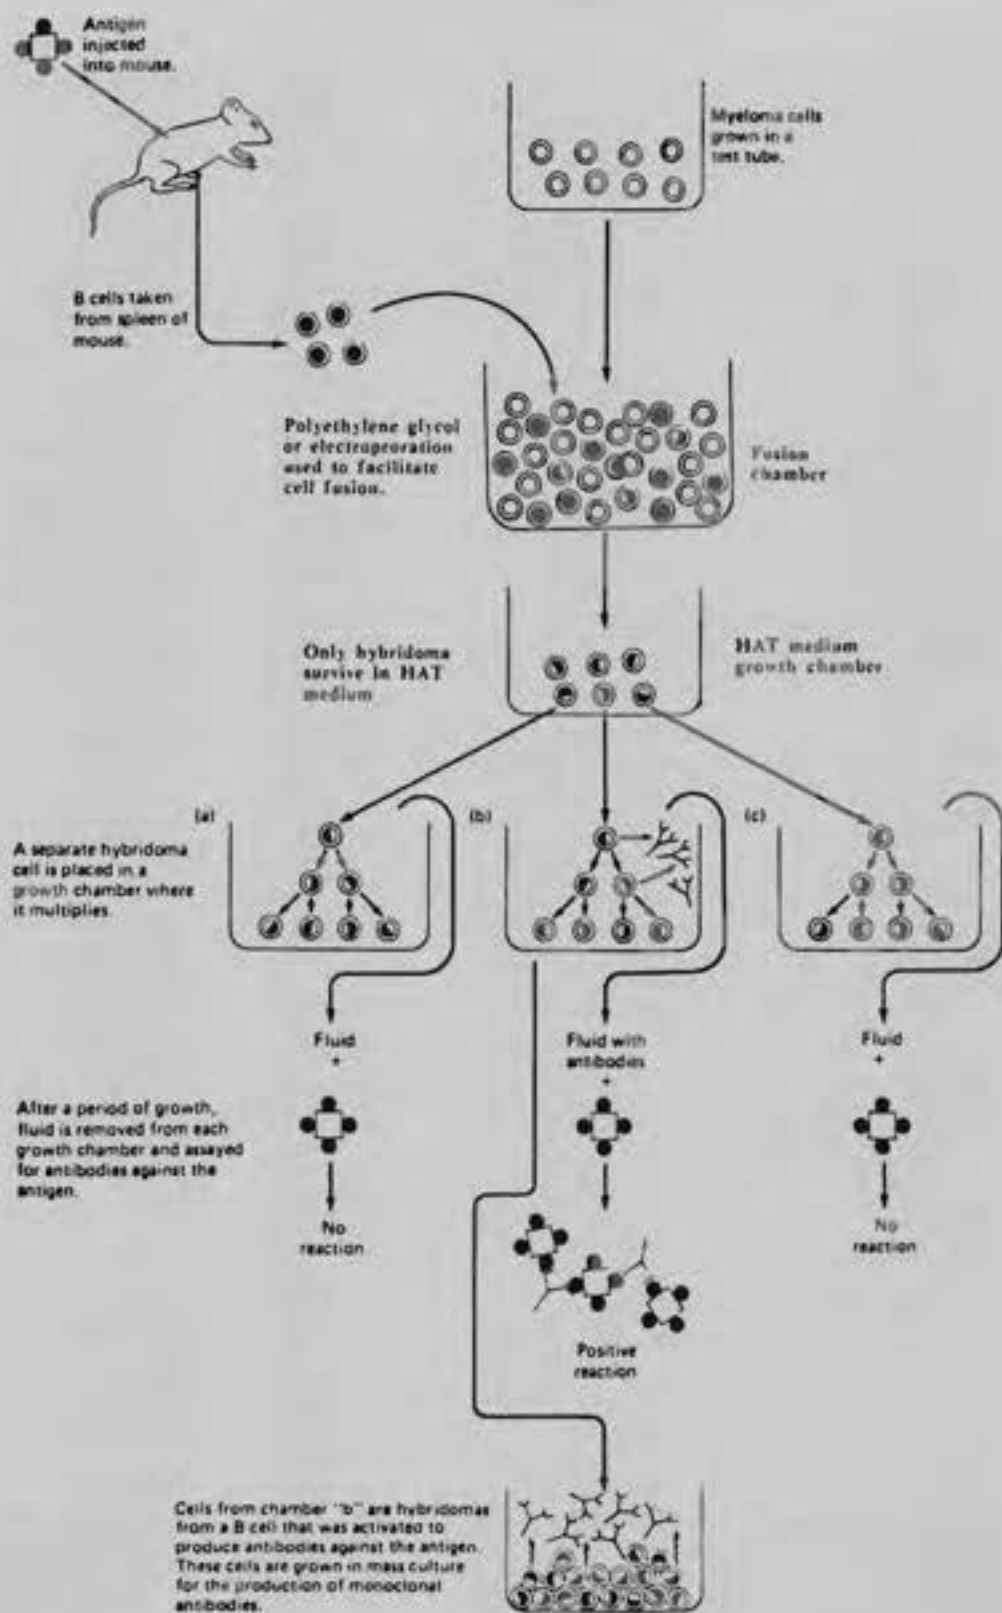 Antigen
injected
into mouse.
Myeloma cells
grown in a
test tube.
B cells taken
from spleen of
mouse.
Polyethylene glycol
or electroproration
used to facilitate
cell fusion.
Fusion
chamber
Only hybridoma
survive in HAT
medium
HAT medium
growth chamber
(a)
(b)
(c)
A separate hybridoma
cell is placed in a
growth chamber where
it multiplies.
Fluid
+
Fluid with
antibodies
+
Fluid
+
After a period of growth,
fluid is removed from each
growth chamber and assayed
for antibodies against the
antigen.
No
reaction
No
reaction
Positive
reaction
Cells from chamber "b" are hybridomas
from a B cell that was activated to
produce antibodies against the antigen.
These cells are grown in mass culture
for the production of monoclonal
antibodies.